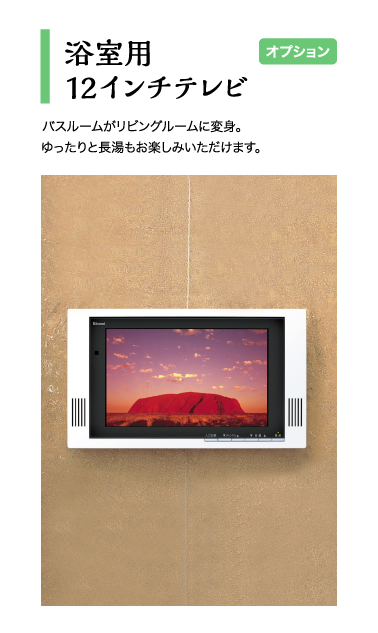 浴室用
オプション
12インチテレビ
バスルームがリビングルームに変身。
ゆったりと長湯もお楽しみいただけます。
Rinnai